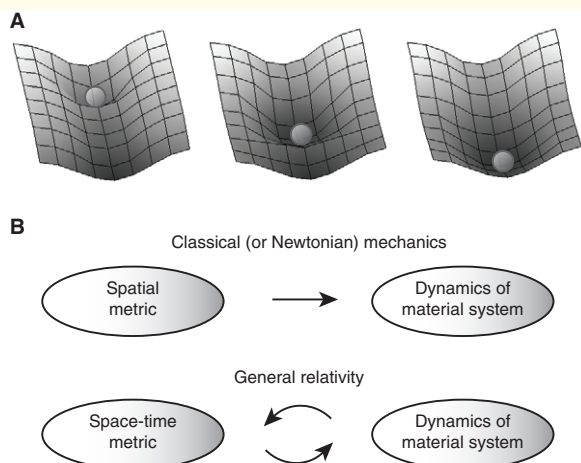 A
B
Classical (or Newtonian) mechanics
Spatial
metric
Dynamics of
material system
General relativity
Space-time
metric
Dynamics of
material system